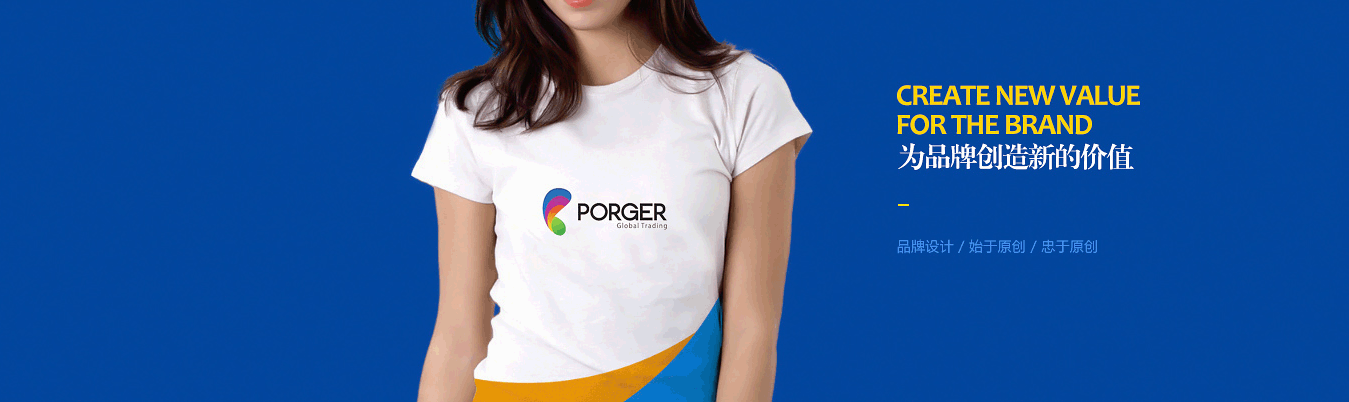 PORGER
Global Trading
CREATE NEW VALUE
FOR THE BRAND
为品牌创造新的价值
品牌设计 / 始于原创 / 忠于原创